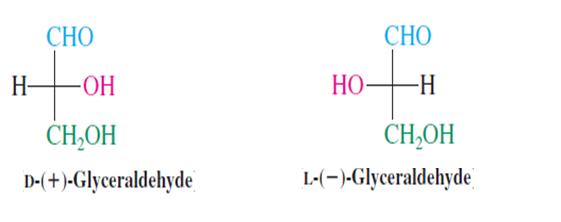 CHO CHO
H OH HO H
CH₂OH CH₂OH
D-(+)-Glyceraldehyde L-(−)-Glyceraldehyde